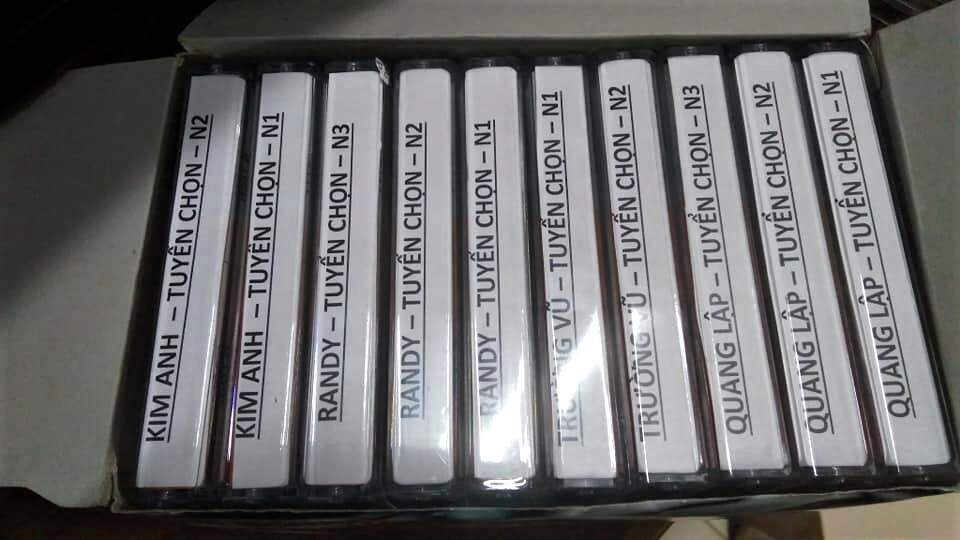 KIM ANH – TUYỂN CHỌN – N2
KIM ANH – TUYỂN CHỌN – N1
RANDY – TUYỂN CHỌN – N3
RANDY – TUYỂN CHỌN – N2
RANDY – TUYỂN CHỌN – N1
TRƯỜNG VŨ – TUYỂN CHỌN – N1
TRƯỜNG VŨ – TUYỂN CHỌN – N2
QUANG LẬP – TUYỂN CHỌN – N3
QUANG LẬP – TUYỂN CHỌN – N2
QUANG LẬP – TUYỂN CHỌN – N1